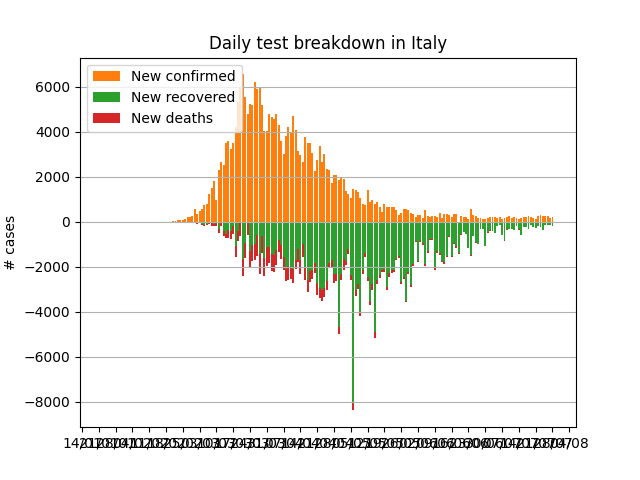 Daily test breakdown in Italy
New confirmed
New recovered
New deaths
# cases
6000
4000
2000
0
−2000
−4000
−6000
−8000